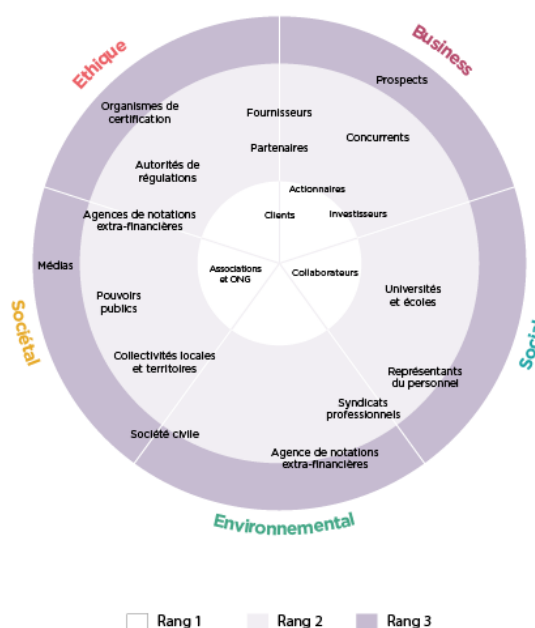 Ethique
Business
Prospects
Organismes de
certification
Fournisseurs
Concurrents
Partenaires
Autorités de
régulations
Actionnaires
Clients
Investisseurs
Agences de notations
extra-financières
Médias
Associations
et ONG
Collaborateurs
Universités
et écoles
Pouvoirs
publics
Sociétal
Social
Collectivités locales
et territoires
Représentants
du personnel
Syndicats
professionnels
Société civile
Agence de notations
extra-financières
Environnemental
Rang 1
Rang 2
Rang 3